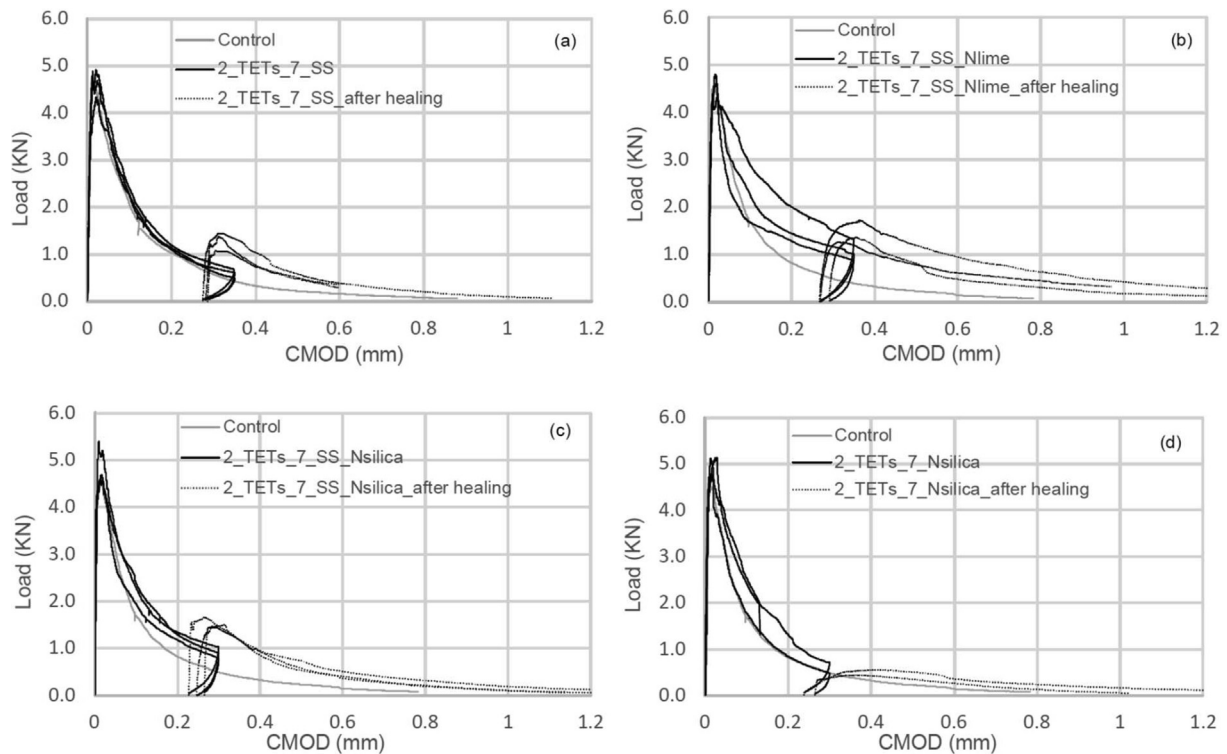 6.0
5.0
4.0
3.0
2.0
1.0
0.0
Load (KN)
Control
2_TETs_7_SS
2_TETs_7_SS_after healing
(a)
0 0.2 0.4 0.6 0.8 1 1.2
CMOD (mm)
6.0
5.0
4.0
3.0
2.0
1.0
0.0
Load (KN)
Control
2_TETs_7_SS_Nlime
2_TETs_7_SS_Nlime_after healing
(b)
0 0.2 0.4 0.6 0.8 1 1.2
CMOD (mm)
6.0
5.0
4.0
3.0
2.0
1.0
0.0
Load (KN)
Control
2_TETs_7_SS_Nsilica
2_TETs_7_SS_Nsilica_after healing
(c)
0 0.2 0.4 0.6 0.8 1 1.2
CMOD (mm)
6.0
5.0
4.0
3.0
2.0
1.0
0.0
Load (KN)
Control
2_TETs_7_Nsilica
2_TETs_7_Nsilica_after healing
(d)
0 0.2 0.4 0.6 0.8 1 1.2
CMOD (mm)